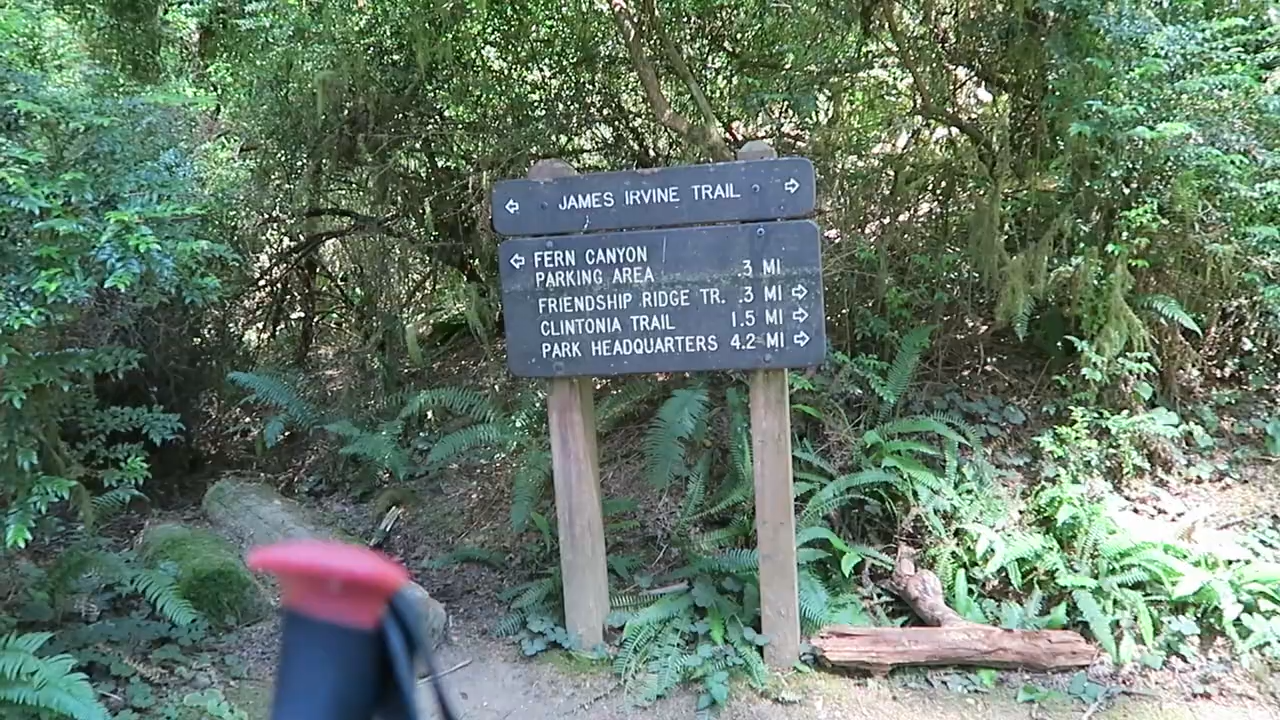 JAMES IRVINE TRAIL
FERN CANYON
PARKING AREA .3 MI
FRIENDSHIP RIDGE TR. .3 MI
CLINTONIA TRAIL 1.5 MI
PARK HEADQUARTERS 4.2 MI